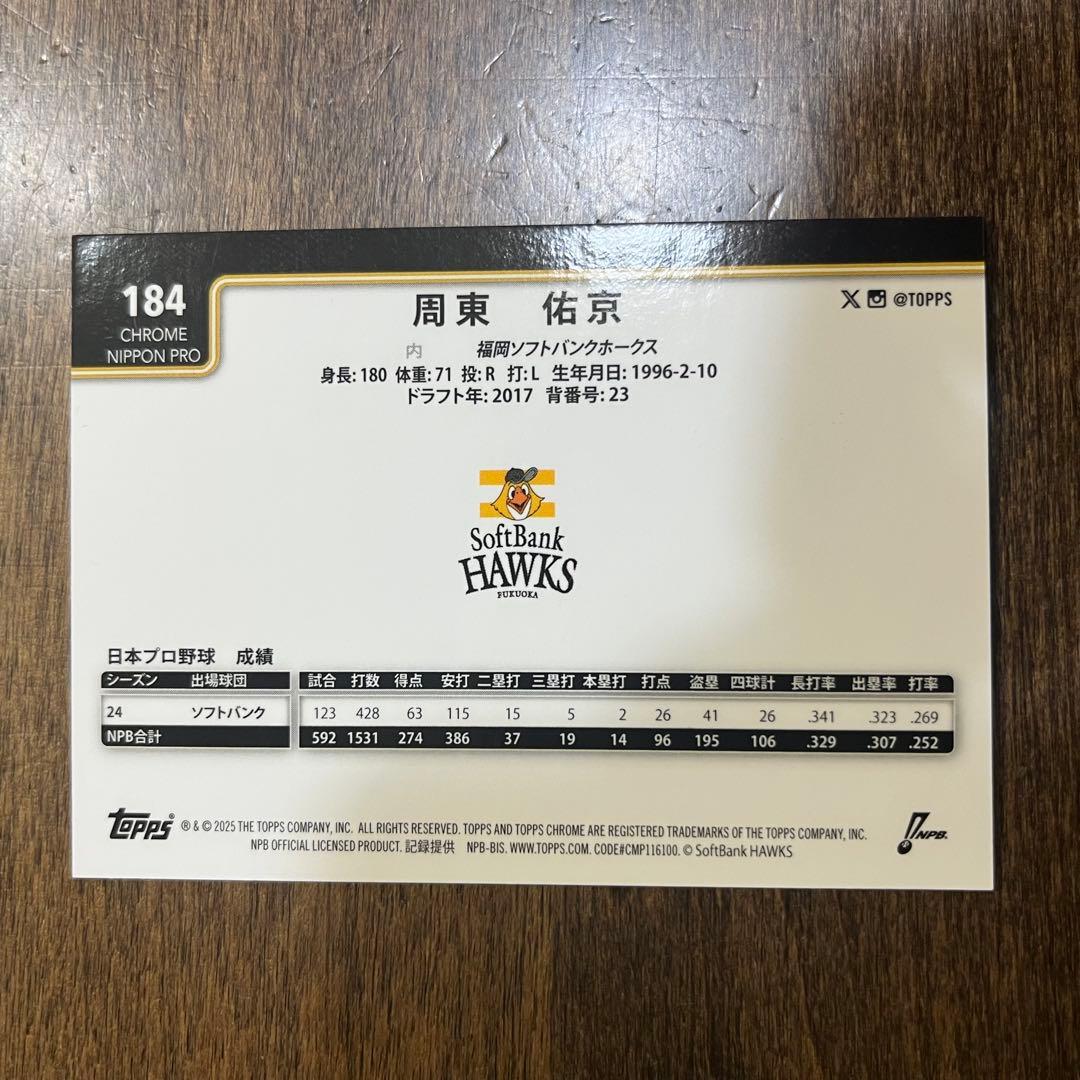 184
CHROME
NIPPON PRO
周東 佑京
@TOPPS
内 福岡ソフトバンクホークス
身長: 180 体重: 71 投: R 打: L 生年月日: 1996-2-10
ドラフト年: 2017 背番号: 23
SoftBank
HAWKS
FUKUOKA
日本プロ野球 成績
シーズン 出場球団 試合 打数 得点 安打 二塁打 三塁打 本塁打 打点 盗塁 四球計 長打率 出塁率 打率
24 ソフトバンク 123 428 63 115 15 5 2 26 41 26 .341 .323 .269
NPB合計 592 1531 274 386 37 19 14 96 195 106 .329 .307 .252
Topps® ® & © 2025 THE TOPPS COMPANY, INC. ALL RIGHTS RESERVED. TOPPS AND TOPPS CHROME ARE REGISTERED TRADEMARKS OF THE TOPPS COMPANY, INC.
NPB OFFICIAL LICENSED PRODUCT. 記録提供 NPB-BIS. WWW.TOPPS.COM. CODE#CMP116100. © SoftBank HAWKS
NPB